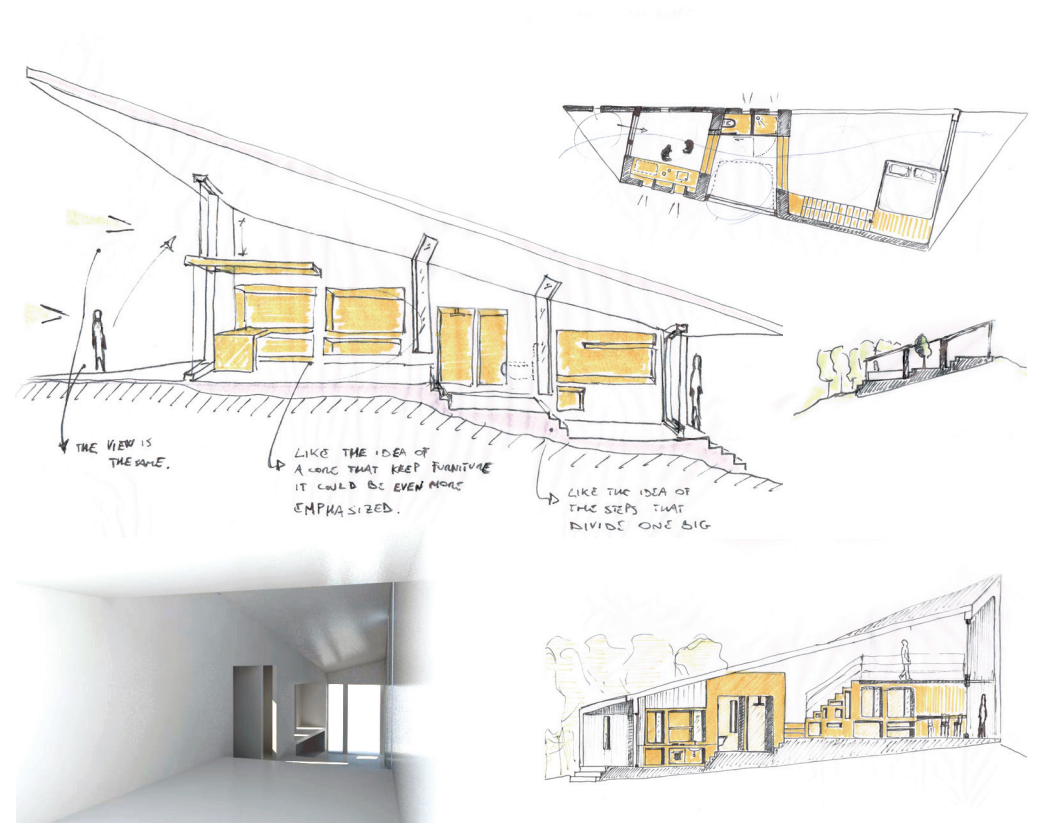 THE VIEW IS
THE SAME.
LIKE THE IDEA OF
A CORE THAT KEEP FURNITURE
IT COULD BE EVEN MORE
EMPHASIZED.
LIKE THE IDEA OF
THE STEPS THAT
DIVIDE ONE BIG